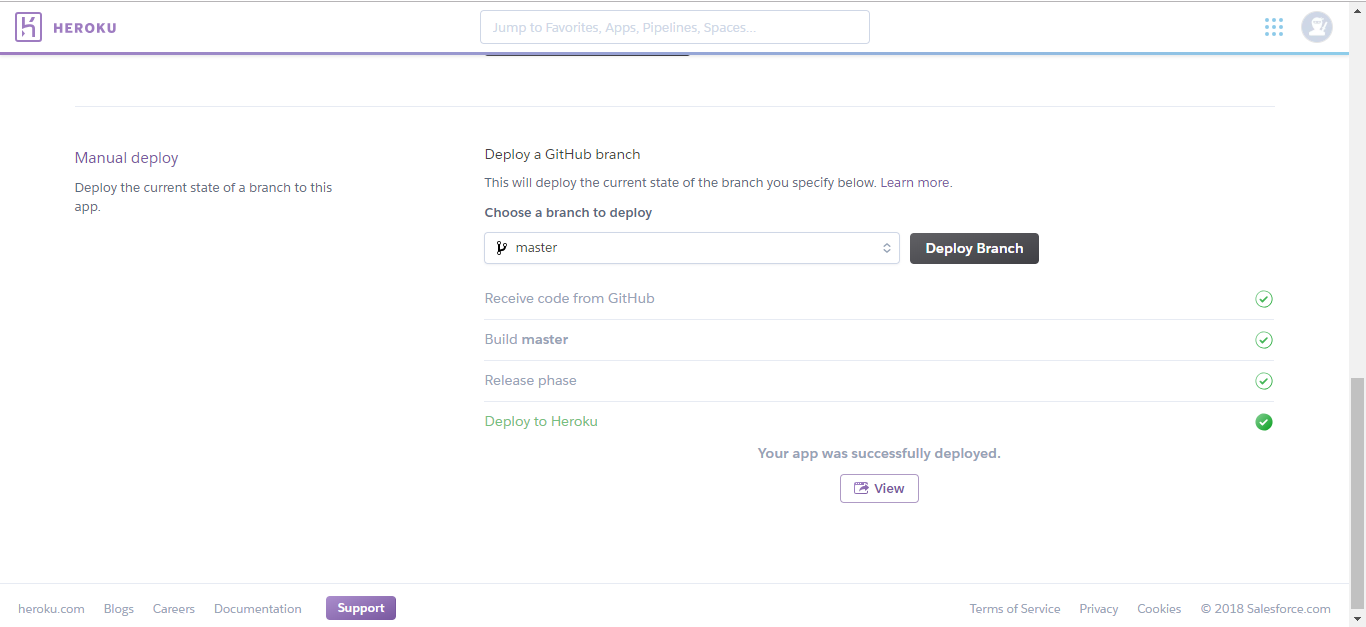 HEROKU
Jump to Favorites, Apps, Pipelines, Spaces...
Manual deploy
Deploy the current state of a branch to this
app.
Deploy a GitHub branch
This will deploy the current state of the branch you specify below. Learn more.
Choose a branch to deploy
master
Deploy Branch
Receive code from GitHub
Build master
Release phase
Deploy to Heroku
Your app was successfully deployed.
View
heroku.com Blogs Careers Documentation Support Terms of Service Privacy Cookies © 2018 Salesforce.com